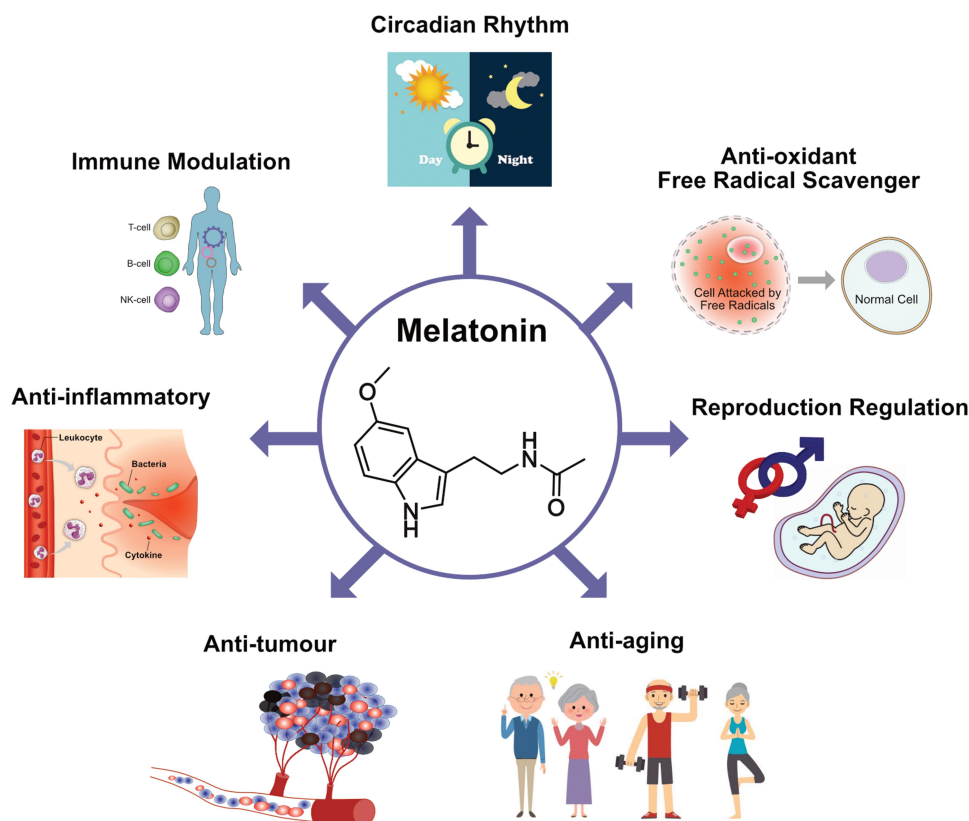 Circadian Rhythm
Day
Night
Immune Modulation
T-cell
B-cell
NK-cell
Anti-oxidant
Free Radical Scavenger
Cell Attacked by
Free Radicals
Normal Cell
Melatonin
O
H
N
O
N
H
Anti-inflammatory
Leukocyte
Bacteria
Cytokine
Reproduction Regulation
Anti-tumour
Anti-aging